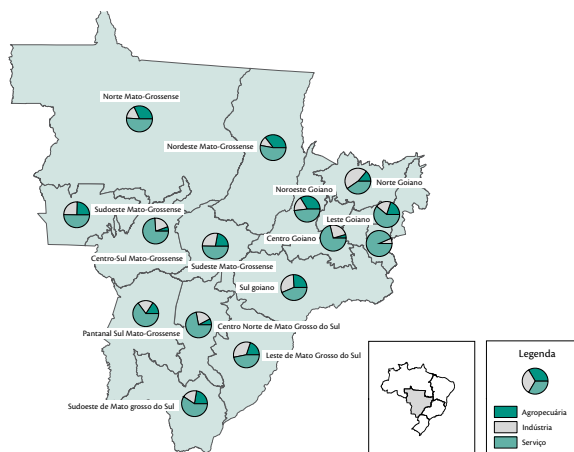 Norte Mato-Grossense
Nordeste Mato-Grossense
Noroeste Goiano
Norte Goiano
Sudoeste Mato-Grossense
Leste Goiano
Centro Goiano
Centro-Sul Mato-Grossense
Sudeste Mato-Grossense
Sul goiano
Pantanal Sul Mato-Grossense
Centro Norte de Mato Grosso do Sul
Leste de Mato Grosso do Sul
Sudoeste de Mato grosso do Sul
Legenda
Agropecuária
Indústria
Serviço